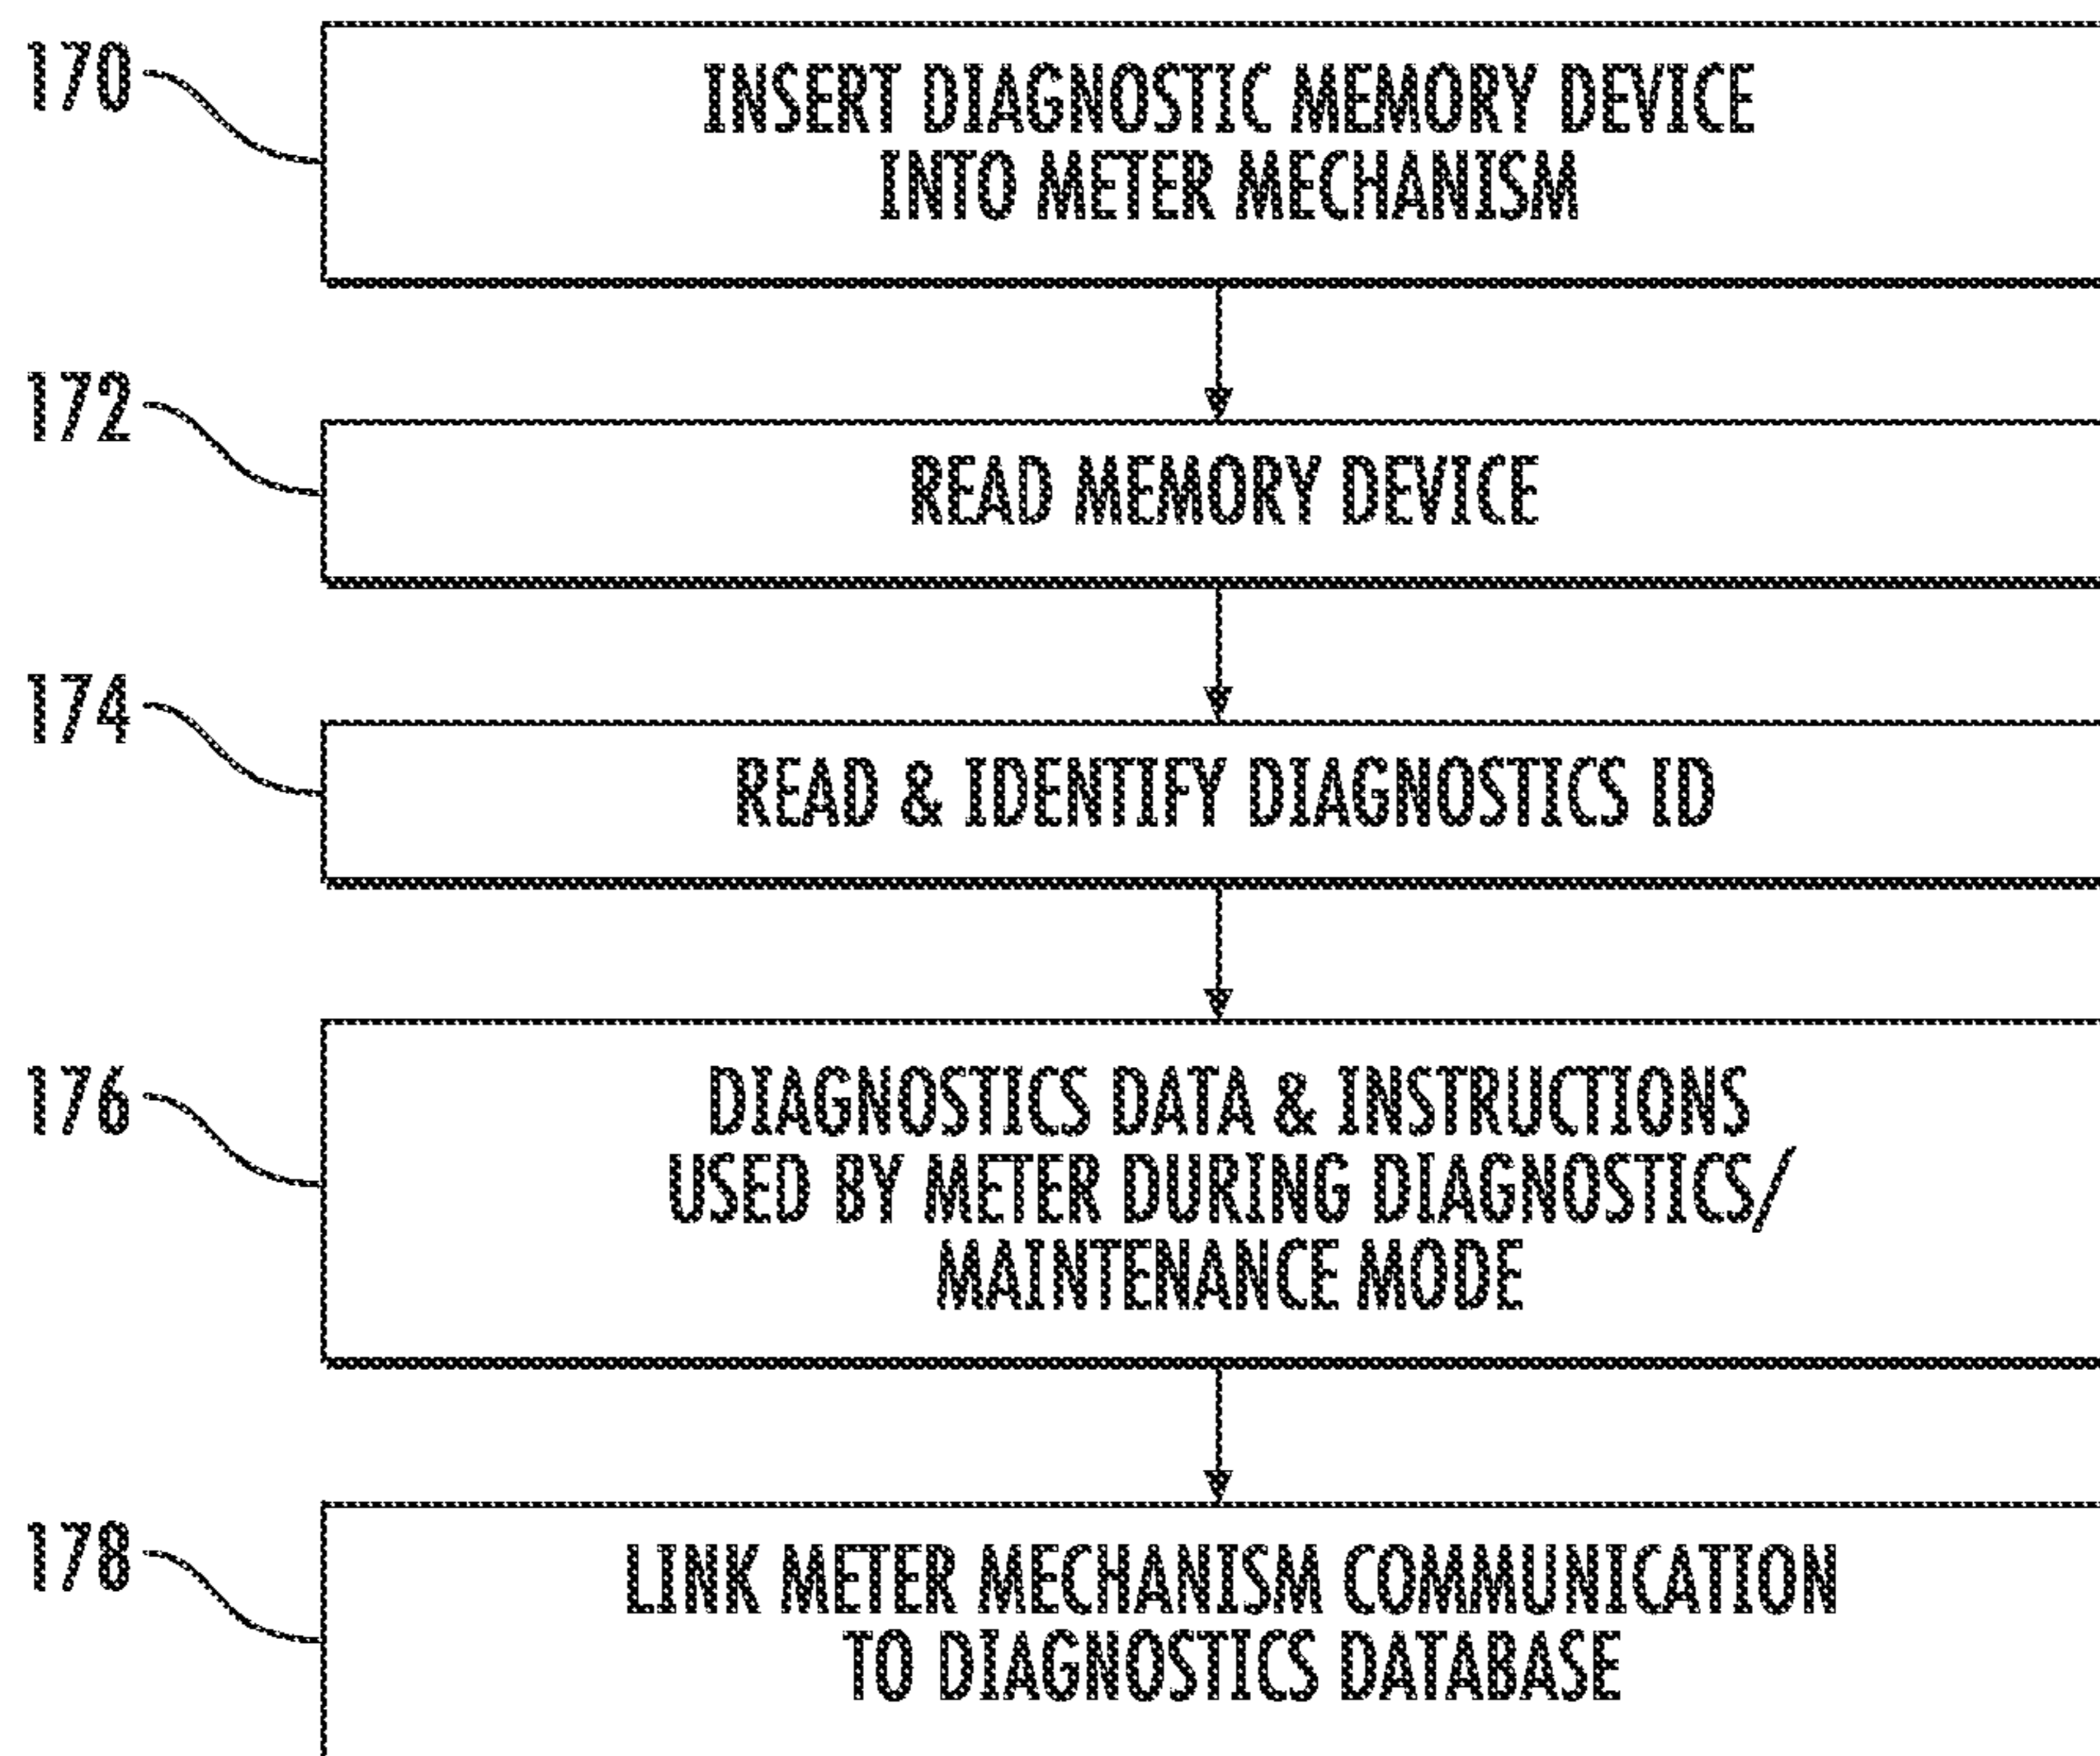 170
INSERT DIAGNOSTIC MEMORY DEVICE
INTO METER MECHANISM
172
READ MEMORY DEVICE
174
READ & IDENTIFY DIAGNOSTICS ID
176
DIAGNOSTICS DATA & INSTRUCTIONS
USED BY METER DURING DIAGNOSTICS/
MAINTENANCE MODE
178
LINK METER MECHANISM COMMUNICATION
TO DIAGNOSTICS DATABASE